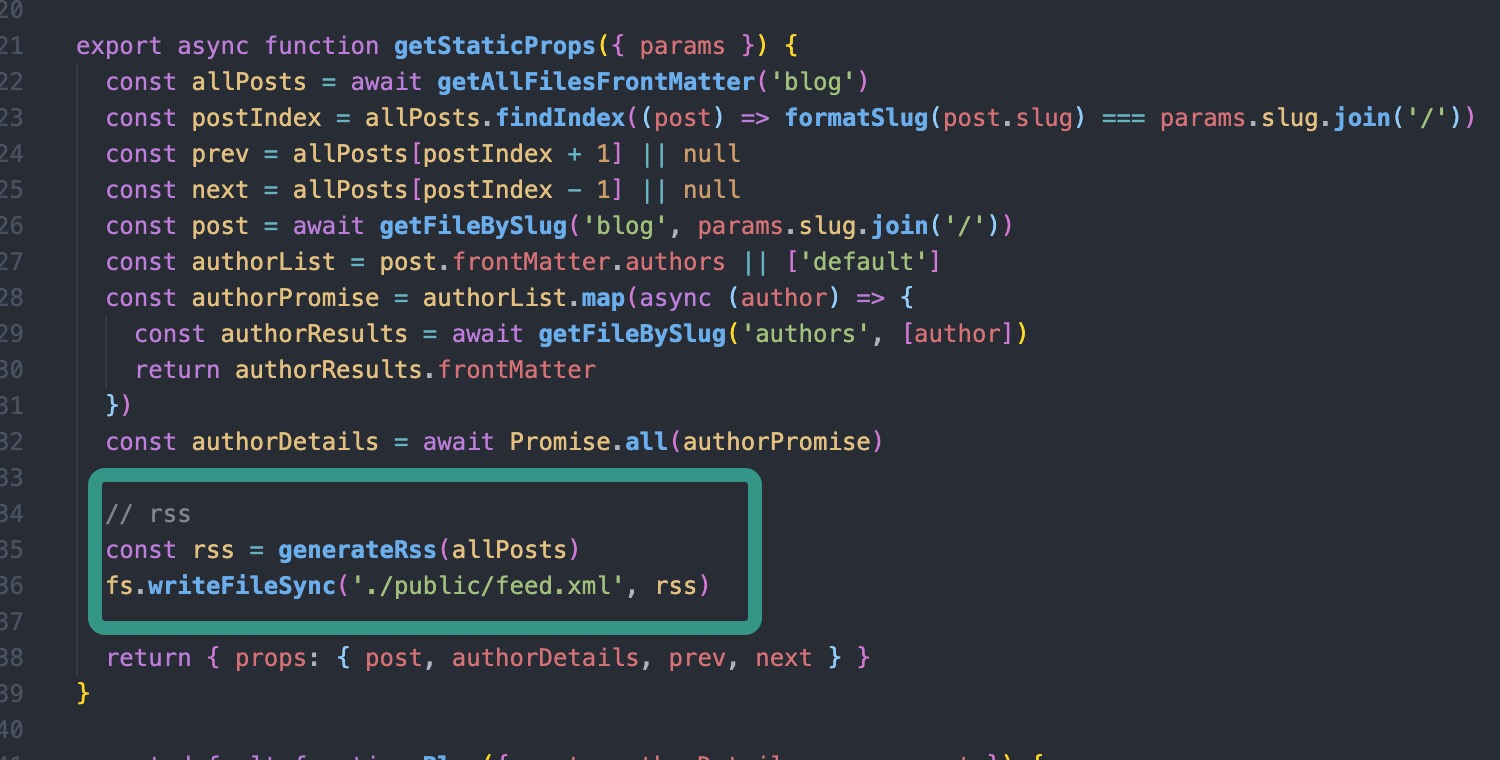 20
21 export async function getStaticProps({ params }) {
22 const allPosts = await getAllFilesFrontMatter('blog')
23 const postIndex = allPosts.findIndex((post) => formatSlug(post.slug) === params.slug.join('/'))
24 const prev = allPosts[postIndex + 1] || null
25 const next = allPosts[postIndex - 1] || null
26 const post = await getFileBySlug('blog', params.slug.join('/'))
27 const authorList = post.frontMatter.authors || ['default']
28 const authorPromise = authorList.map(async (author) => {
29 const authorResults = await getFileBySlug('authors', [author])
30 return authorResults.frontMatter
31 })
32 const authorDetails = await Promise.all(authorPromise)
33
34 // rss
35 const rss = generateRss(allPosts)
36 fs.writeFileSync('./public/feed.xml', rss)
37
38 return { props: { post, authorDetails, prev, next } }
39 }
40